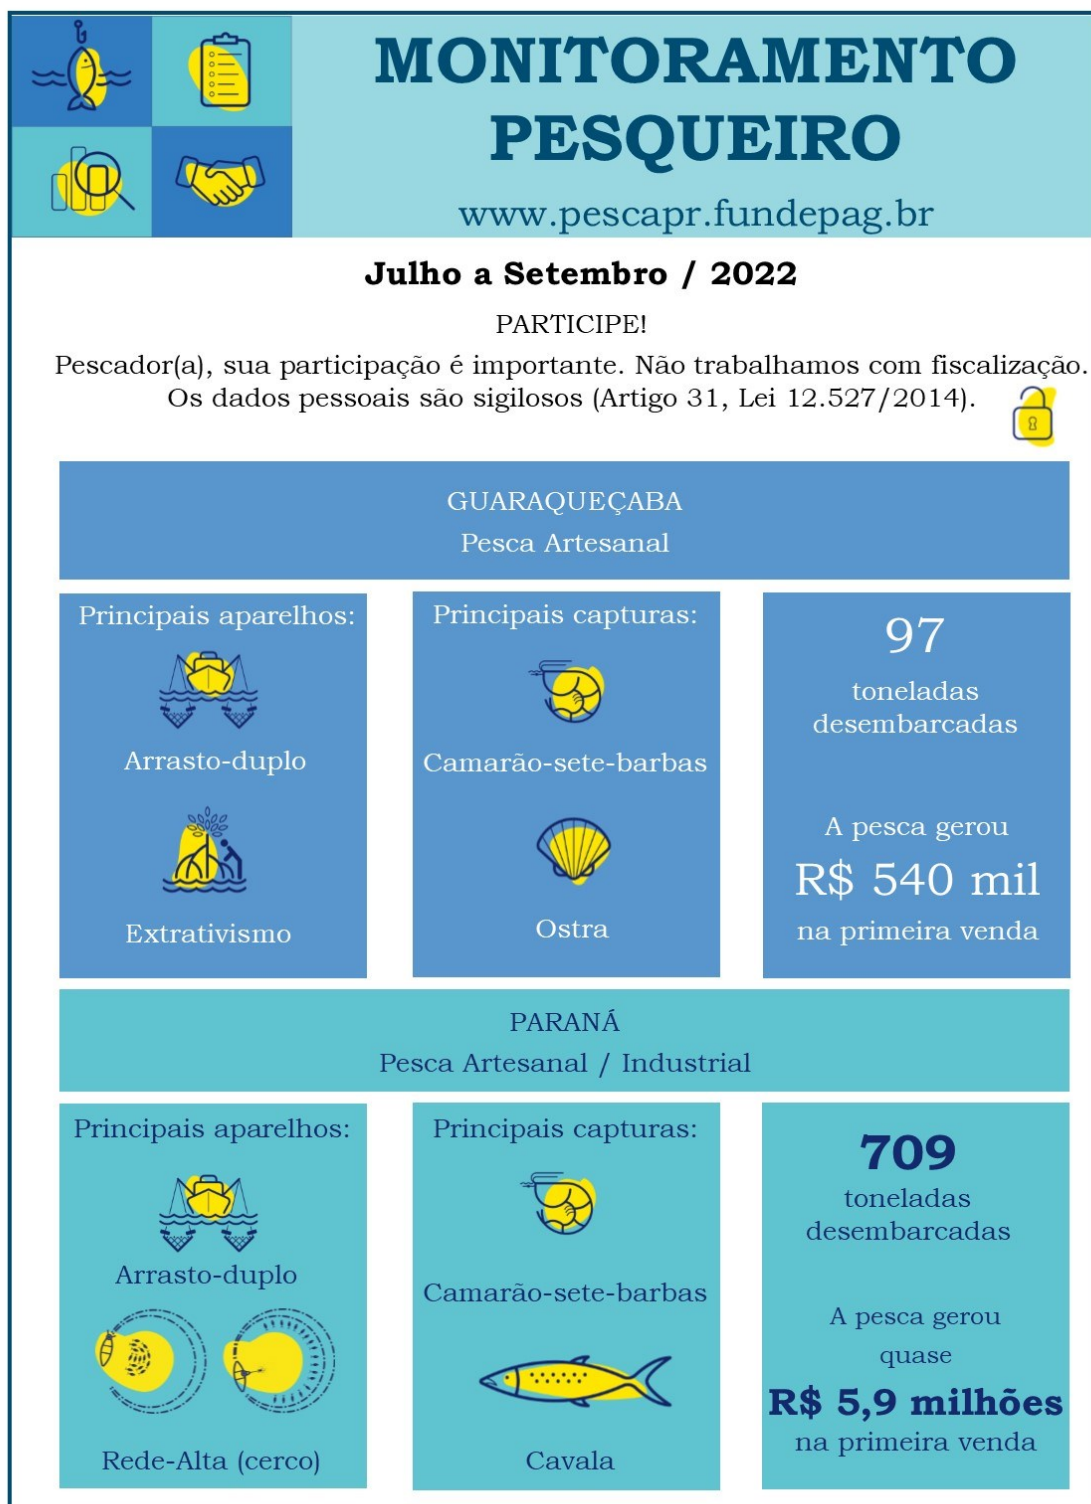 MONITORAMENTO
PESQUEIRO
www.pescapr.fundepag.br
Julho a Setembro / 2022
PARTICIPE!
Pescador(a), sua participação é importante. Não trabalhamos com fiscalização.
Os dados pessoais são sigilosos (Artigo 31, Lei 12.527/2014).
GUARAQUEÇABA
Pesca Artesanal
Principais aparelhos:
Arrasto-duplo
Extrativismo
Principais capturas:
Camarão-sete-barbas
Ostra
97
toneladas
desembarcadas
A pesca gerou
R$ 540 mil
na primeira venda
PARANÁ
Pesca Artesanal / Industrial
Principais aparelhos:
Arrasto-duplo
Rede-Alta (cerco)
Principais capturas:
Camarão-sete-barbas
Cavala
709
toneladas
desembarcadas
A pesca gerou
quase
R$ 5,9 milhões
na primeira venda